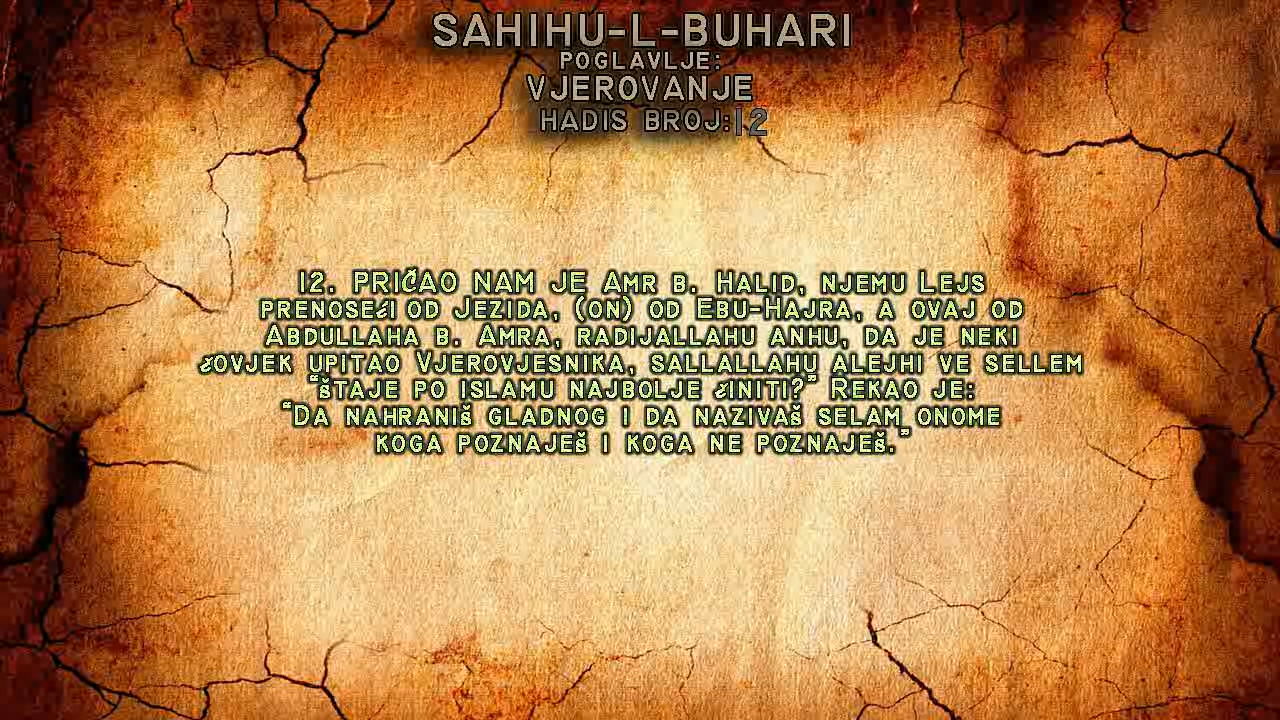 SAHIHU-L-BUHARI
POGLAVLJE:
VJEROVANJE
HADIS BROJ:12
12. PRIČAO NAM JE AMR B. HALID, NJEMU LEJS
PRENOSEĆI OD JEZIDA, (ON) OD EBU-HAJRA, A OVAJ OD
ABDULLAHA B. AMRA, RADIJALLAHU ANHU, DA JE NEKI
ČOVJEK UPITAO VJEROVJESNIKA, SALLALLAHU ALEJHI VE SELLEM
“ŠTAJE PO ISLAMU NAJBOLJE ČINITI?” REKAO JE:
“DA NAHRANIŠ GLADNOG I DA NAZIVAŠ SELAM ONOME
KOGA POZNAJEŠ I KOGA NE POZNAJEŠ.”